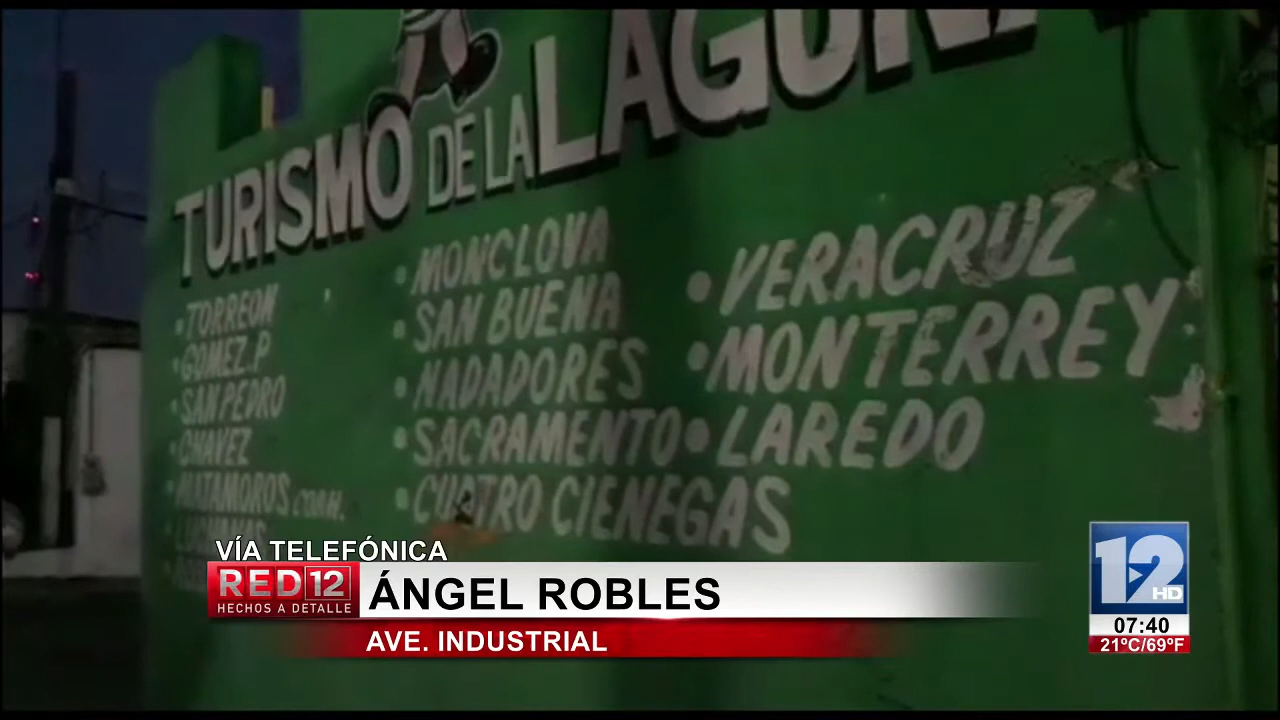 TURISMO DE LA LAGUNA
• TORREON
• GOMEZ. P
• SAN PEDRO
• CHAVEZ
• MATAMOROS COAH.
• MONCLOVA
• SAN BUENA
• NADADORES
• SACRAMENTO
• CUATRO CIENEGAS
• VERACRUZ
• MONTERREY
• LAREDO
VÍA TELEFÓNICA
RED 12
HECHOS A DETALLE
ÁNGEL ROBLES
AVE. INDUSTRIAL
12
HD
07:40
21°C/69°F